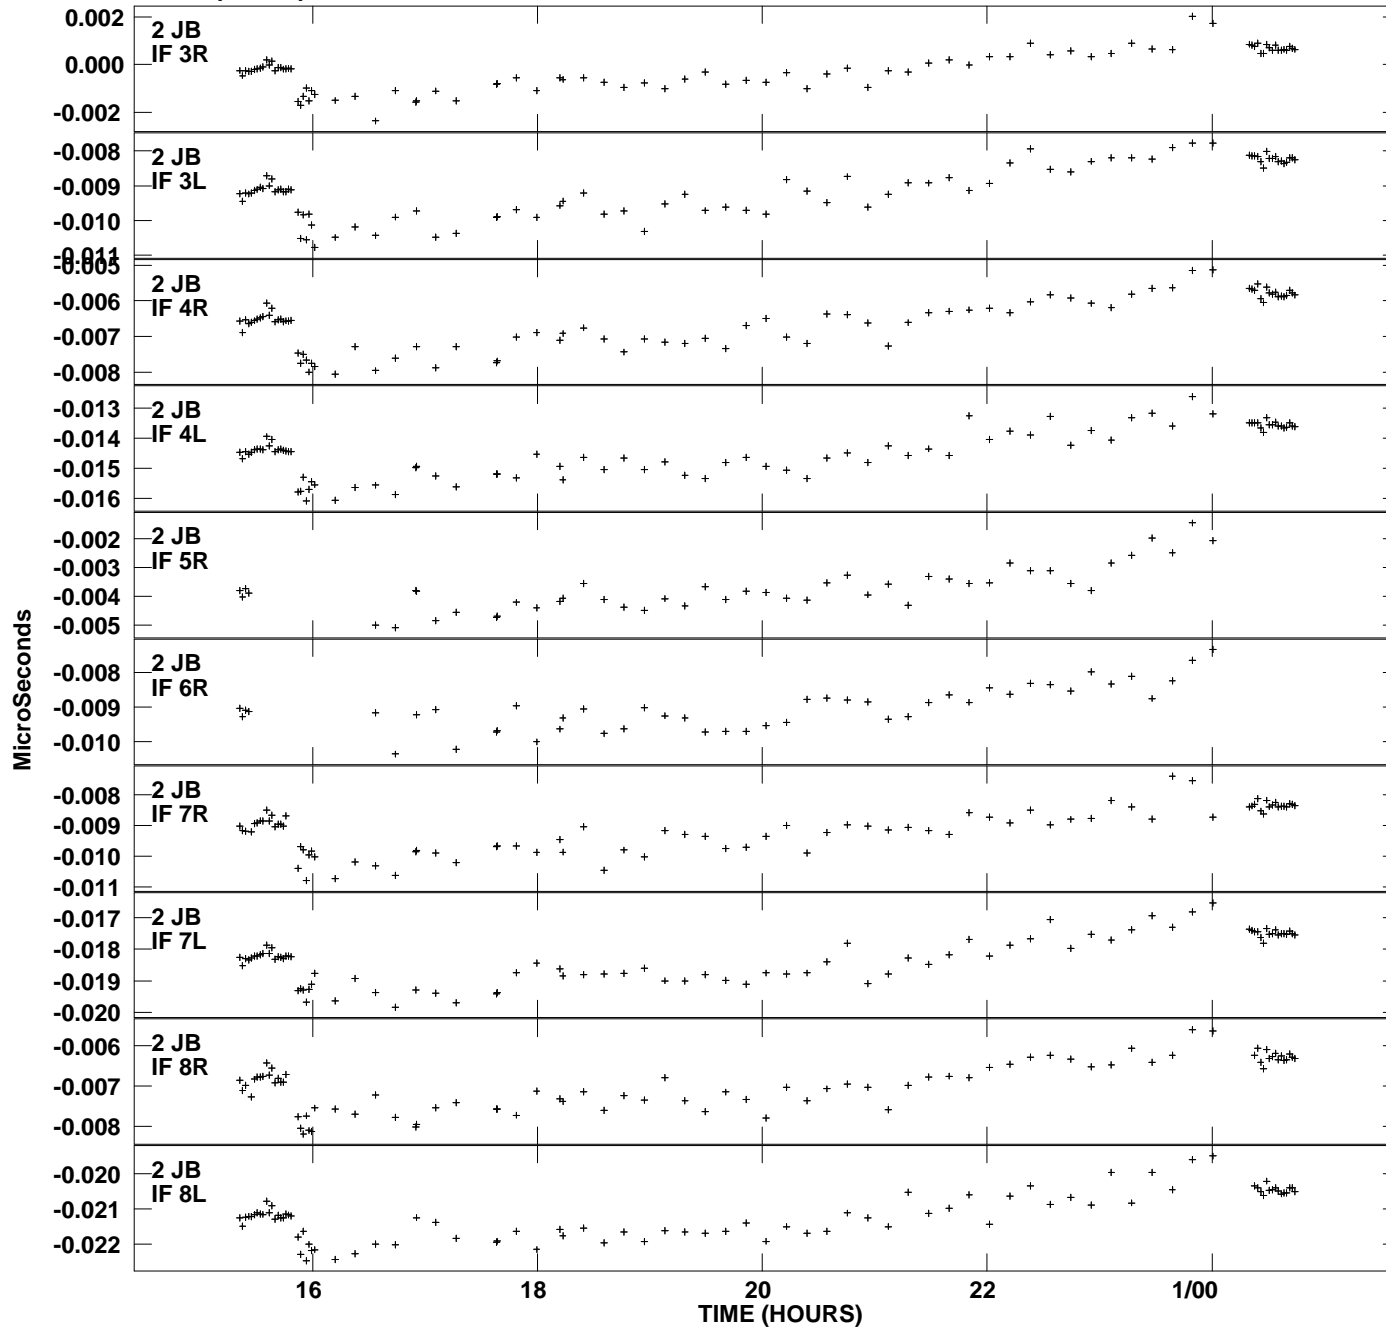 0.002
0.000
-0.002
2 JB
IF 3R
-0.008
-0.009
-0.010
-0.011
2 JB
IF 3L
-0.005
-0.006
-0.007
-0.008
2 JB
IF 4R
-0.013
-0.014
-0.015
-0.016
2 JB
IF 4L
-0.002
-0.003
-0.004
-0.005
2 JB
IF 5R
-0.008
-0.009
-0.010
2 JB
IF 6R
-0.008
-0.009
-0.010
-0.011
2 JB
IF 7R
-0.017
-0.018
-0.019
-0.020
2 JB
IF 7L
-0.006
-0.007
-0.008
2 JB
IF 8R
-0.020
-0.021
-0.022
2 JB
IF 8L
MicroSeconds
16 18 20 22 1/00
TIME (HOURS)